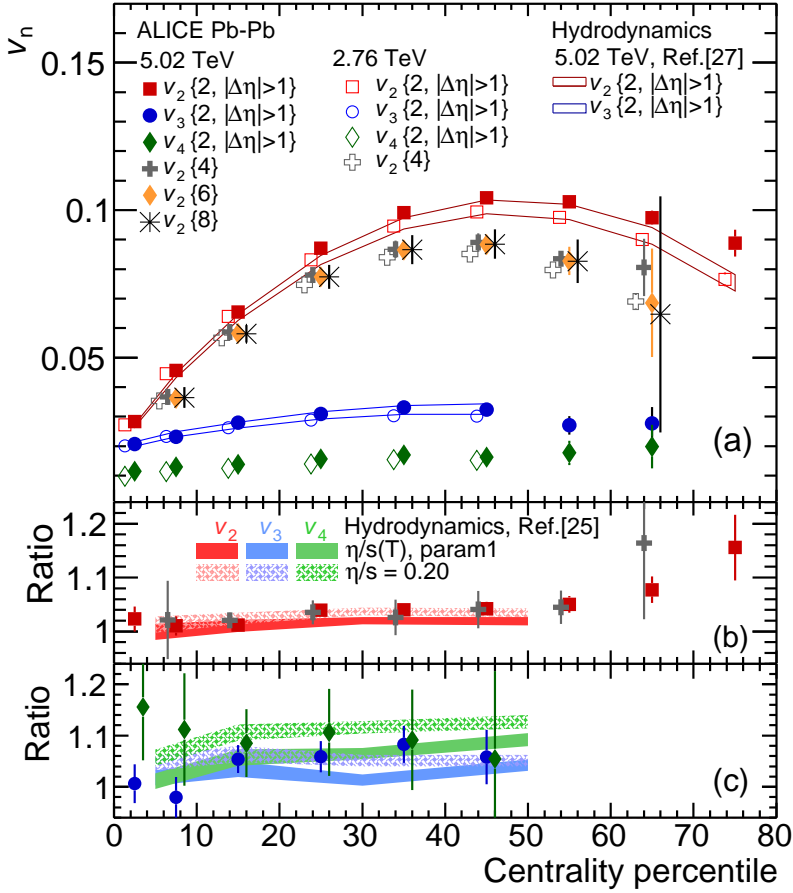 v_n
ALICE Pb-Pb
5.02 TeV
v_2{2, |Δη|>1}
v_3{2, |Δη|>1}
v_4{2, |Δη|>1}
v_2{4}
v_2{6}
v_2{8}
2.76 TeV
v_2{2, |Δη|>1}
v_3{2, |Δη|>1}
v_4{2, |Δη|>1}
v_2{4}
Hydrodynamics
5.02 TeV, Ref.[27]
v_2{2, |Δη|>1}
v_3{2, |Δη|>1}
0.15
0.1
0.05
(a)
Ratio
1.2
1.1
1
v_2 v_3 v_4 Hydrodynamics, Ref.[25]
η/s(T), param1
η/s = 0.20
(b)
Ratio
1.2
1.1
1
(c)
0 10 20 30 40 50 60 70 80
Centrality percentile